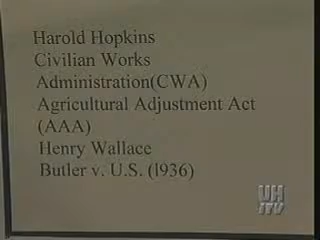 Harold Hopkins
Civilian Works
Administration(CWA)
Agricultural Adjustment Act
(AAA)
Henry Wallace
Butler v. U.S. (l936)
UH
ITV